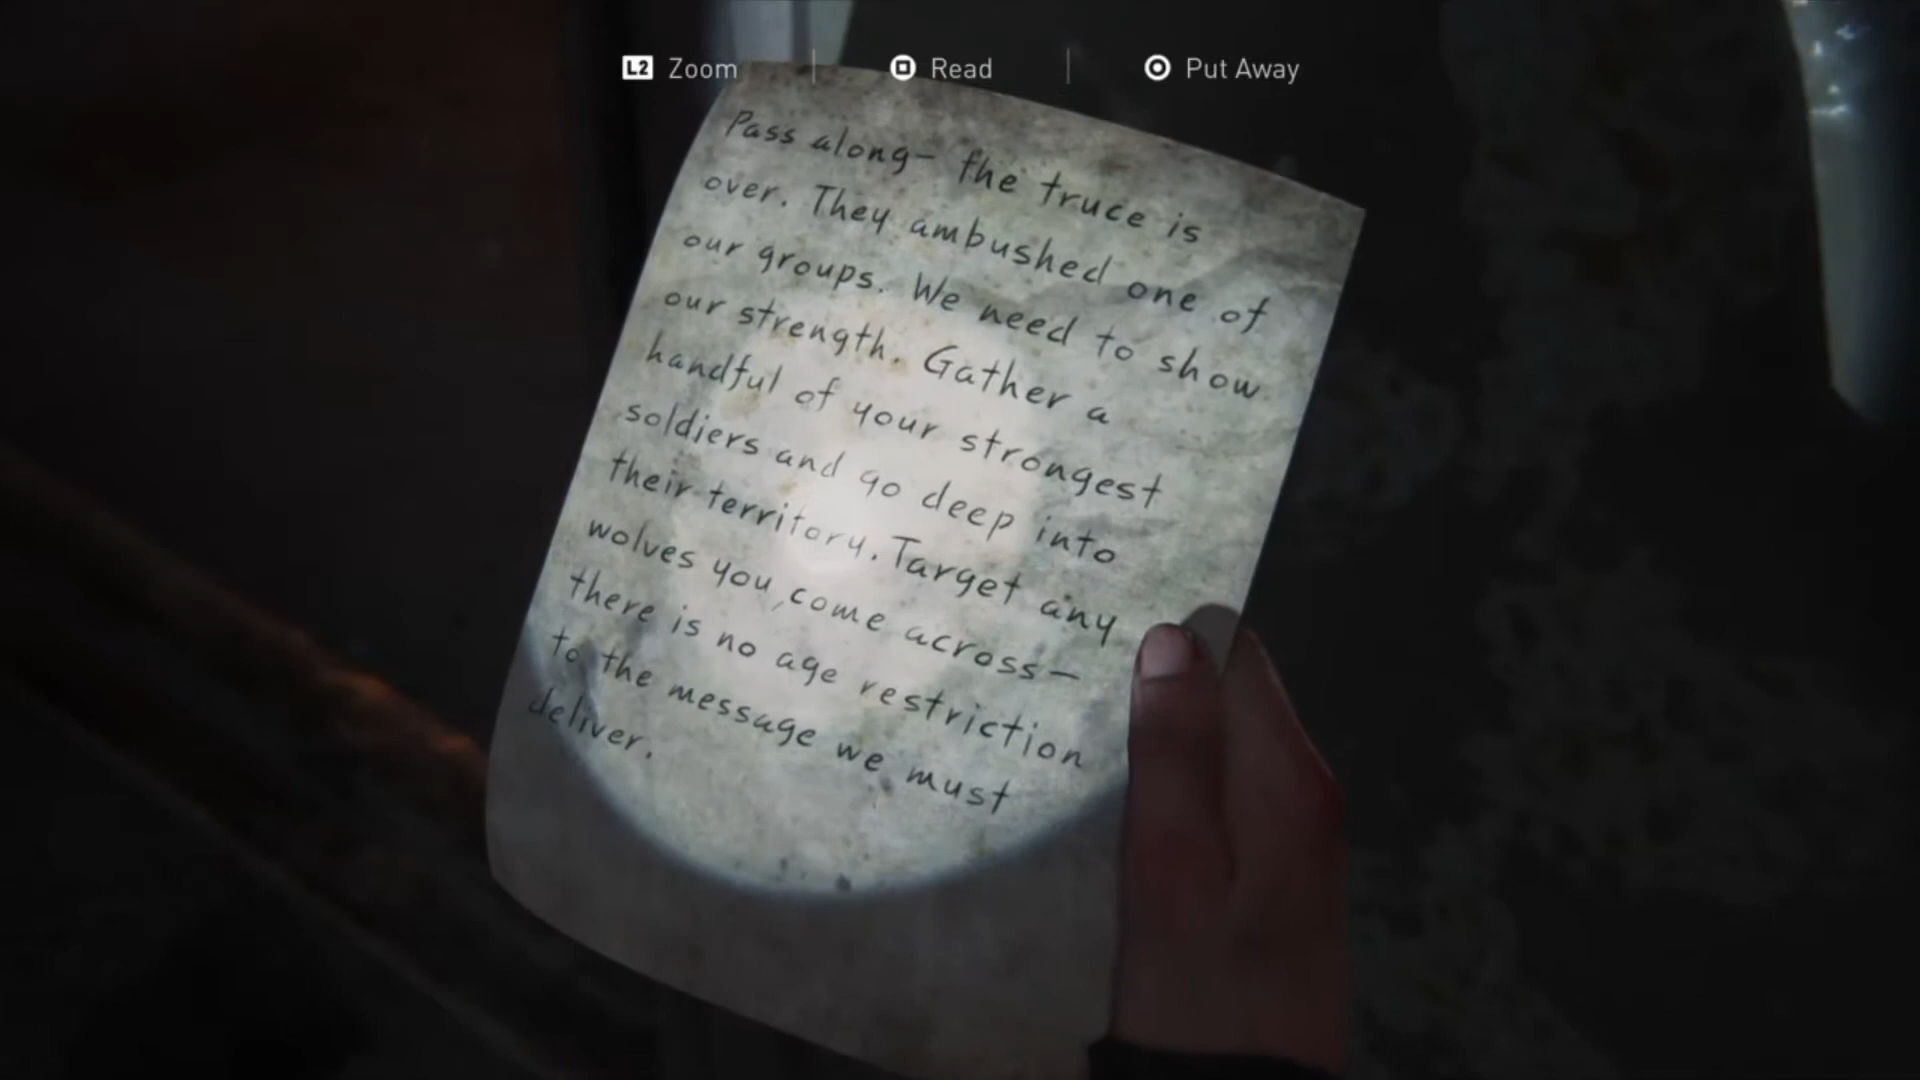 L2 Zoom | Read | Put Away
Pass along— the truce is
over. They ambushed one of
our groups. We need to show
our strength. Gather a
handful of your strongest
soldiers and go deep into
their territory. Target any
wolves you come across—
there is no age restriction
to the message we must
deliver.